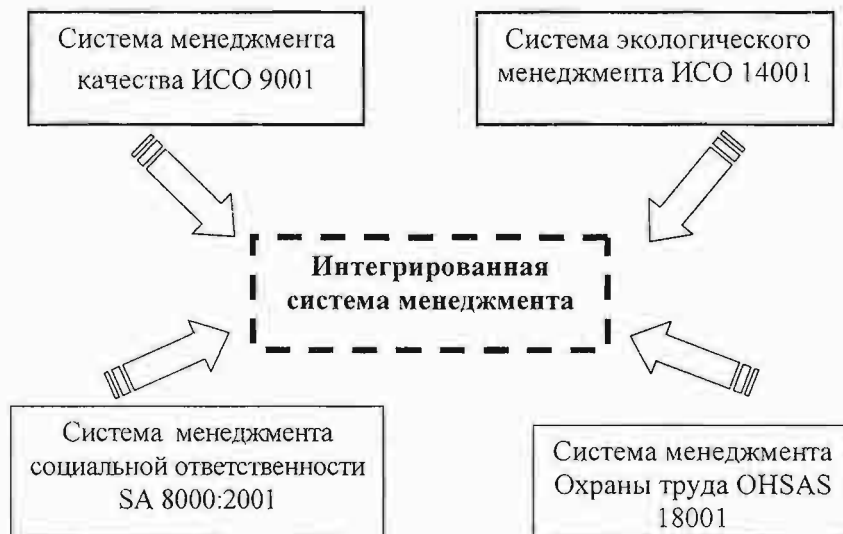 Система менеджмента
качества ИСО 9001
Система экологического
менеджмента ИСО 14001
Интегрированная
система менеджмента
Система менеджмента
социальной ответственности
SA 8000:2001
Система менеджмента
Охраны труда OHSAS
18001